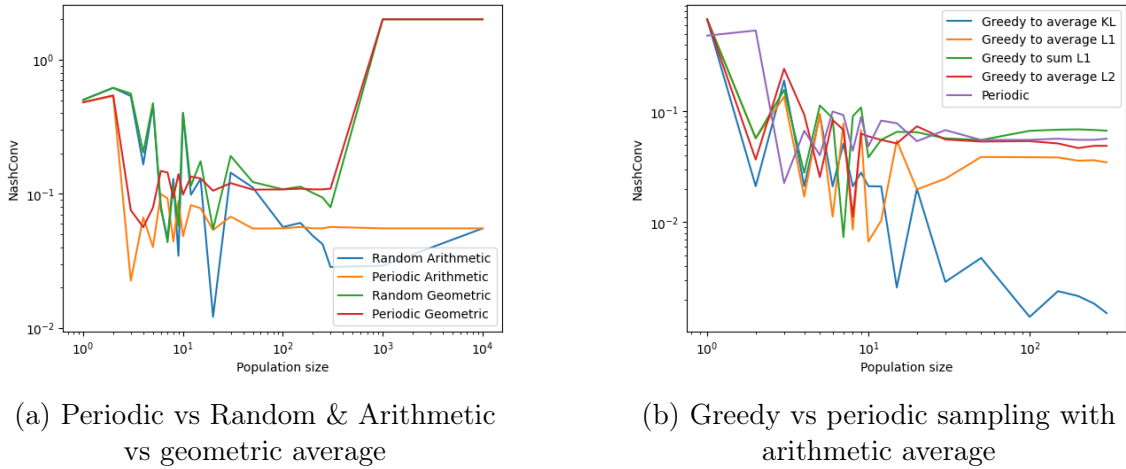 NashConv
10⁰
10⁻¹
10⁻²
10⁰
10¹
10²
10³
10⁴
Population size
Random Arithmetic
Periodic Arithmetic
Random Geometric
Periodic Geometric
NashConv
10⁻¹
10⁻²
10⁰
10¹
10²
Population size
Greedy to average KL
Greedy to average L1
Greedy to sum L1
Greedy to average L2
Periodic
(a) Periodic vs Random & Arithmetic
vs geometric average
(b) Greedy vs periodic sampling with
arithmetic average